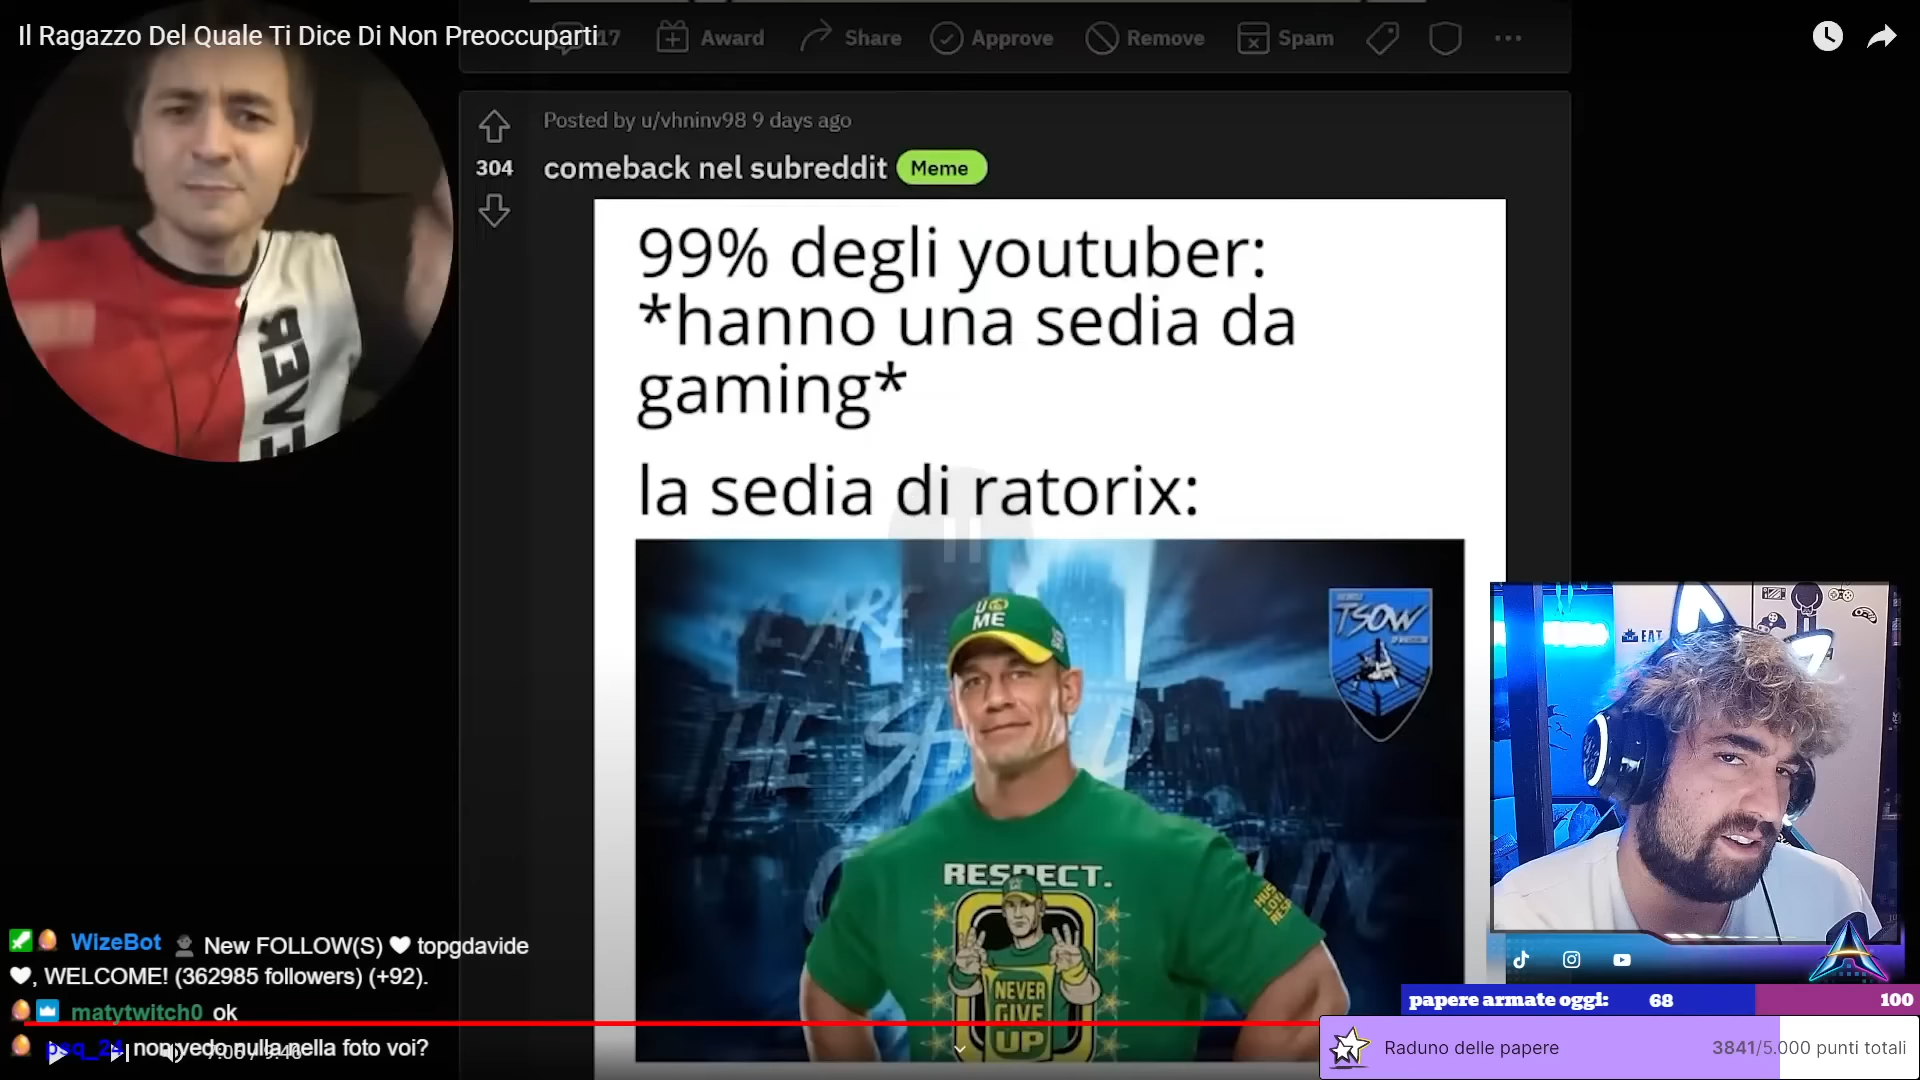 Il Ragazzo Del Quale Ti Dice Di Non Preoccuparti
17 Award Share Approve Remove Spam
Posted by u/vhninv98 9 days ago
304
comeback nel subreddit Meme
99% degli youtuber:
*hanno una sedia da
gaming*
la sedia di ratorix:
U
ME
TSOW
RESPECT.
NEVER
GIVE
UP
EAT
WizeBot New FOLLOW(S) topgdavide
, WELCOME! (362985 followers) (+92).
matytwitch0 ok
psq_24 non vedo nulla nella foto voi?
papere armate oggi: 68 100
Raduno delle papere 3841/5.000 punti totali